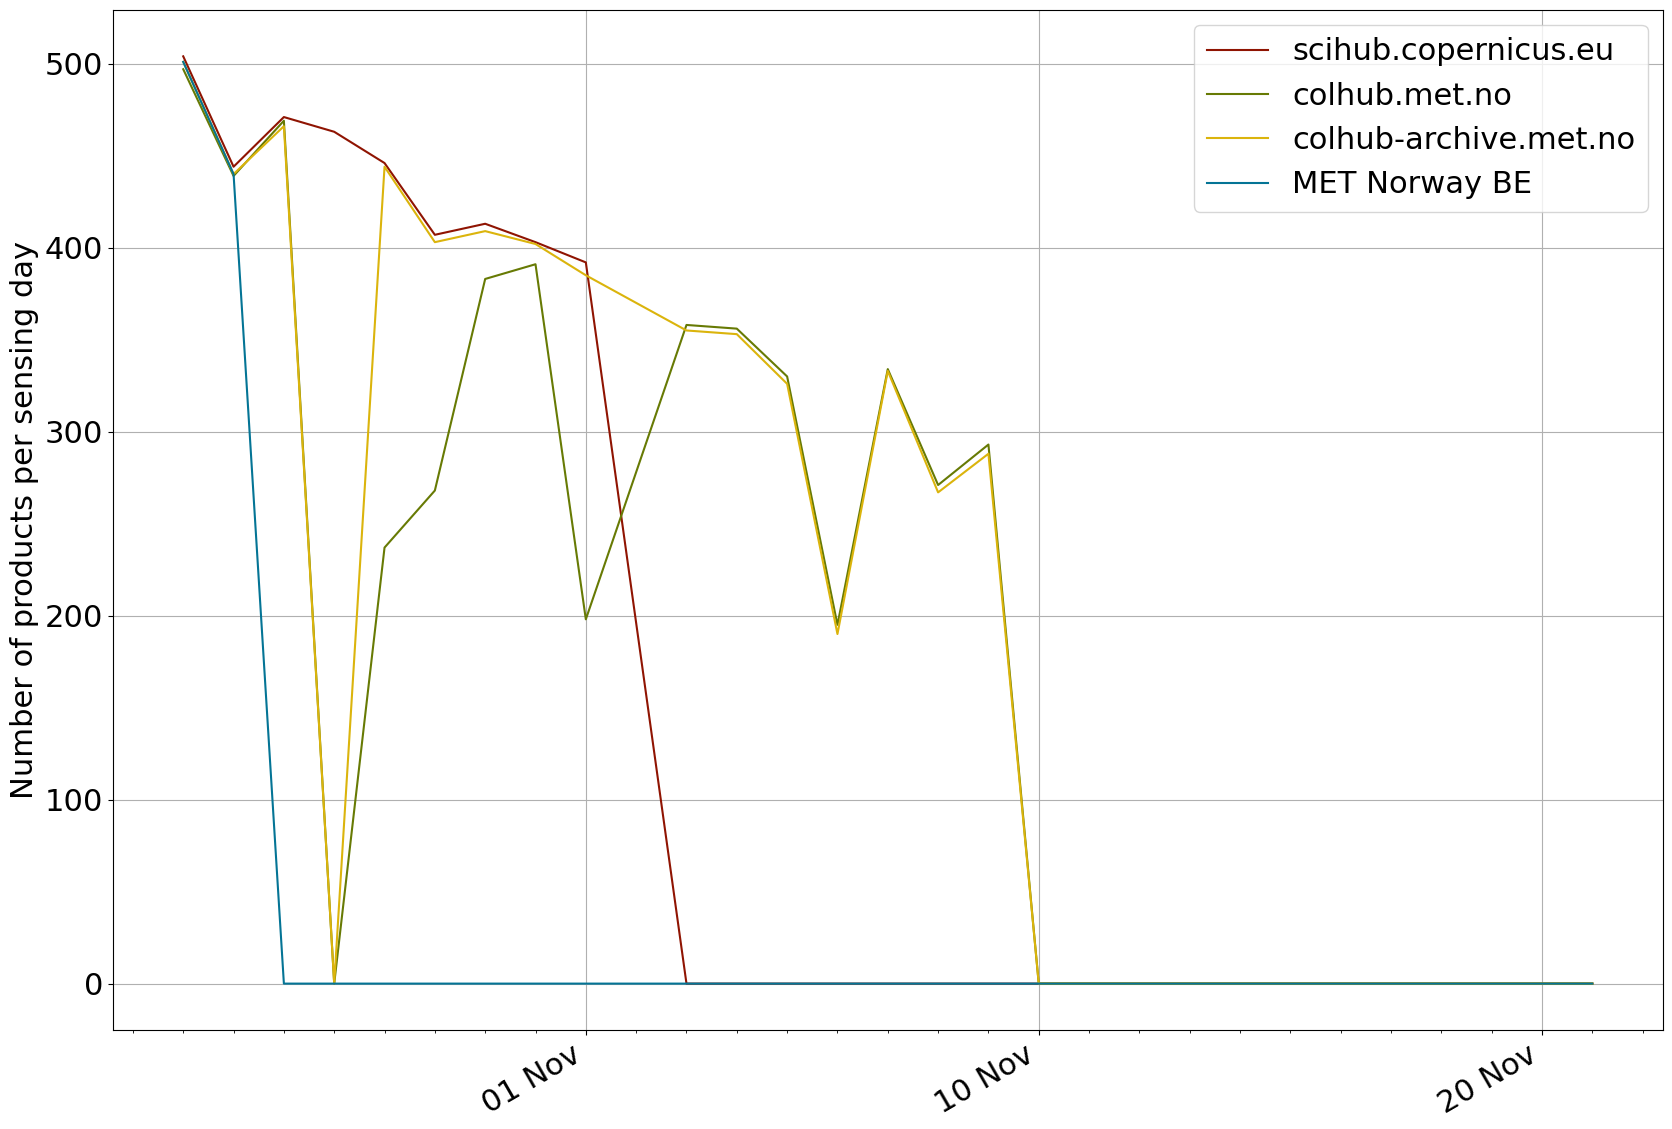 scihub.copernicus.eu
colhub.met.no
colhub-archive.met.no
MET Norway BE
Number of products per sensing day
500
400
300
200
100
0
01 Nov
10 Nov
20 Nov